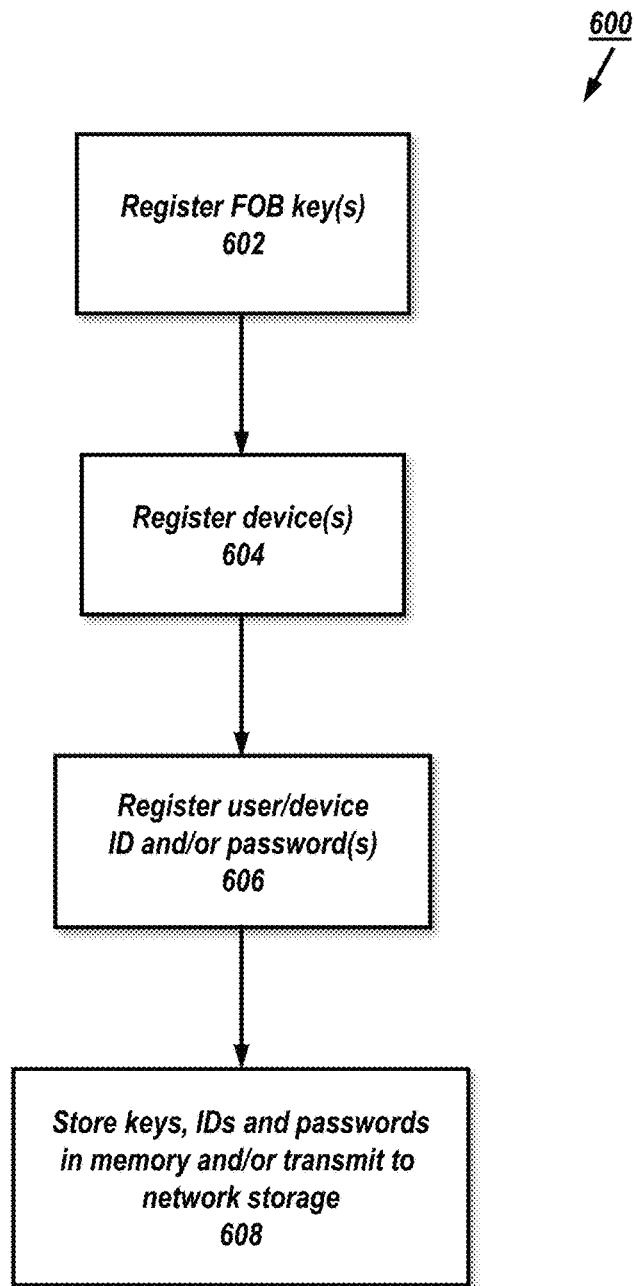 600
Register FOB key(s)
602
Register device(s)
604
Register user/device
ID and/or password(s)
606
Store keys, IDs and passwords
in memory and/or transmit to
network storage
608